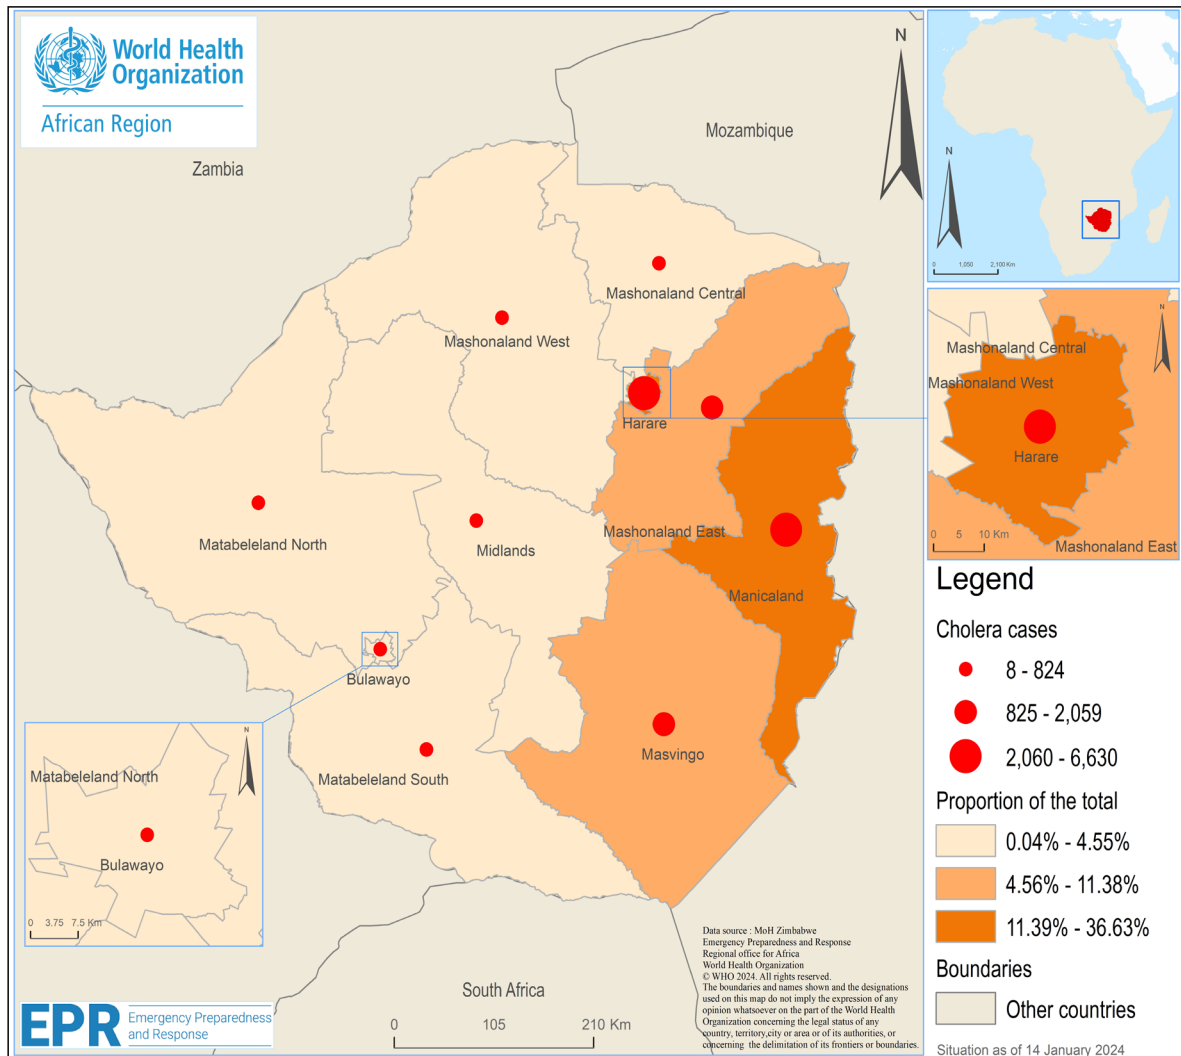 World Health
Organization
African Region
Zambia
Mozambique
N
Mashonaland Central
Mashonaland West
Harare
Mashonaland East
Matabeleland North
Midlands
Manicaland
Bulawayo
Masvingo
Matabeleland South
South Africa
0 105 210 Km
N
Matabeleland North
Bulawayo
0 3.75 7.5 Km
EPR
Emergency Preparedness
and Response
Data source : MoH Zimbabwe
Emergency Preparedness and Response
Regional office for Africa
World Health Organization
© WHO 2024. All rights reserved.
The boundaries and names shown and the designations
used on this map do not imply the expression of any
opinion whatsoever on the part of the World Health
Organization concerning the legal status of any
country, territory,city or area or of its authorities, or
concerning the delimitation of its frontiers or boundaries.
N
0 1,050 2,100 Km
N
Mashonaland Central
Mashonaland West
Harare
0 5 10 Km
Mashonaland East
Legend
Cholera cases
8 - 824
825 - 2,059
2,060 - 6,630
Proportion of the total
0.04% - 4.55%
4.56% - 11.38%
11.39% - 36.63%
Boundaries
Other countries
Situation as of 14 January 2024